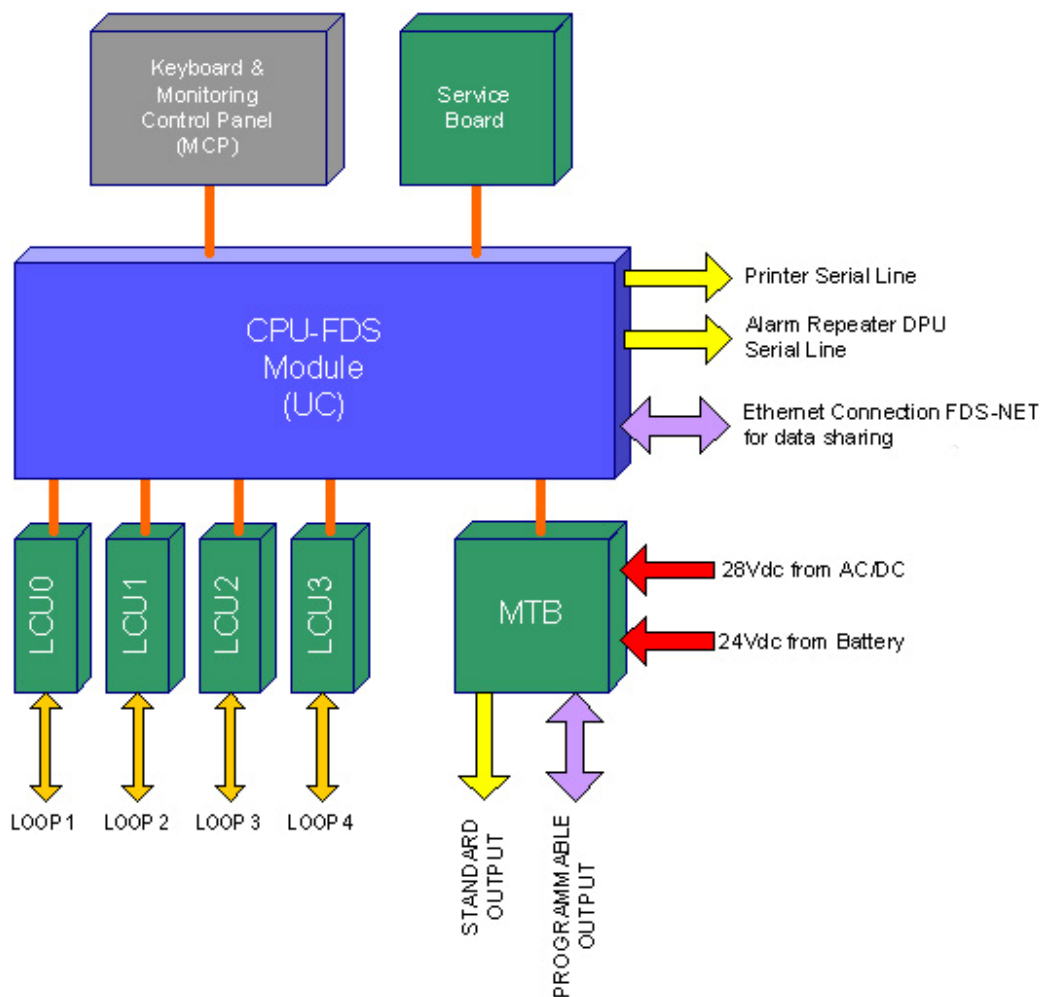 Keyboard &
Monitoring
Control Panel
(MCP)
Service
Board
CPU-FDS
Module
(UC)
Printer Serial Line
Alarm Repeater DPU
Serial Line
Ethernet Connection FDS-NET
for data sharing
LCU0
LCU1
LCU2
LCU3
MTB
28Vdc from AC/DC
24Vdc from Battery
LOOP 1
LOOP 2
LOOP 3
LOOP 4
STANDARD
OUTPUT
PROGRAMMABLE
OUTPUT